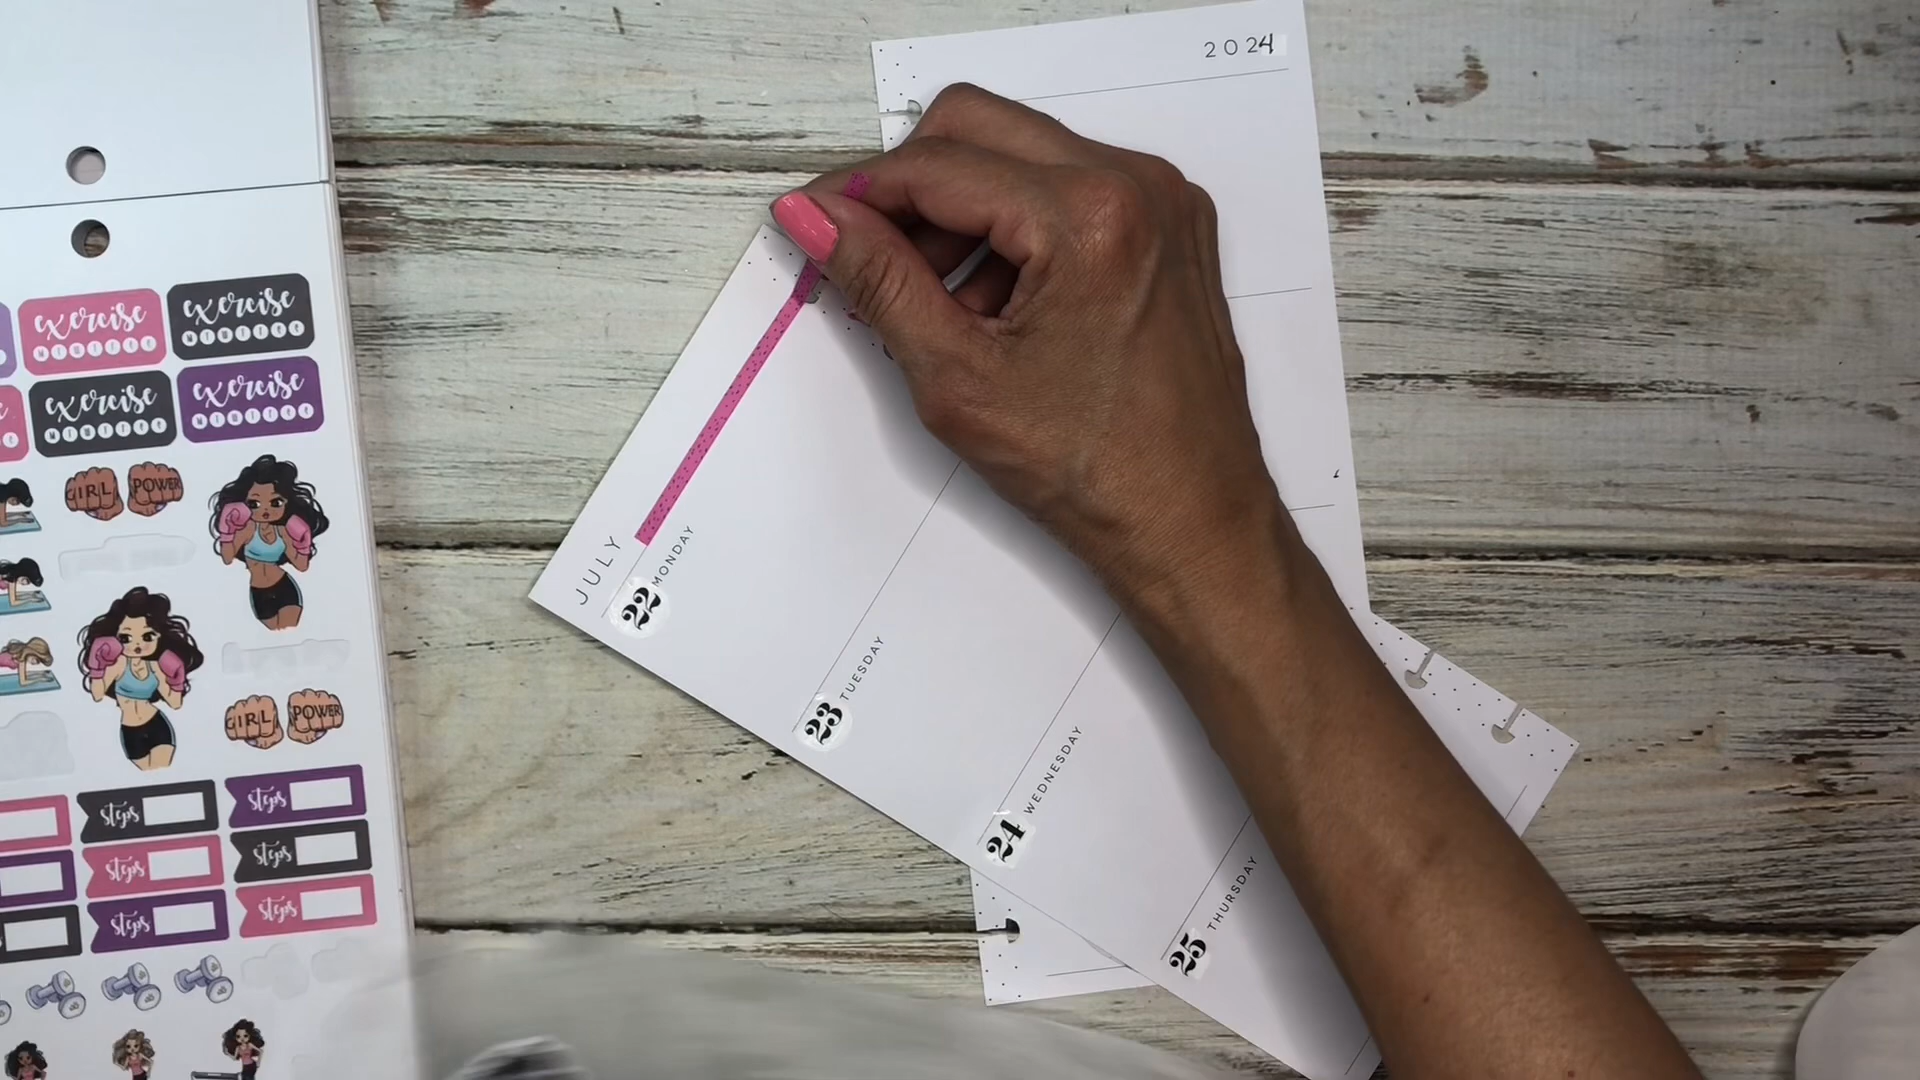 2024
exercise
M T W T F S S
exercise
M T W T F S S
exercise
M T W T F S S
exercise
M T W T F S S
GIRL POWER
GIRL POWER
steps
steps
steps
steps
steps
steps
JULY
22 MONDAY
23 TUESDAY
24 WEDNESDAY
25 THURSDAY